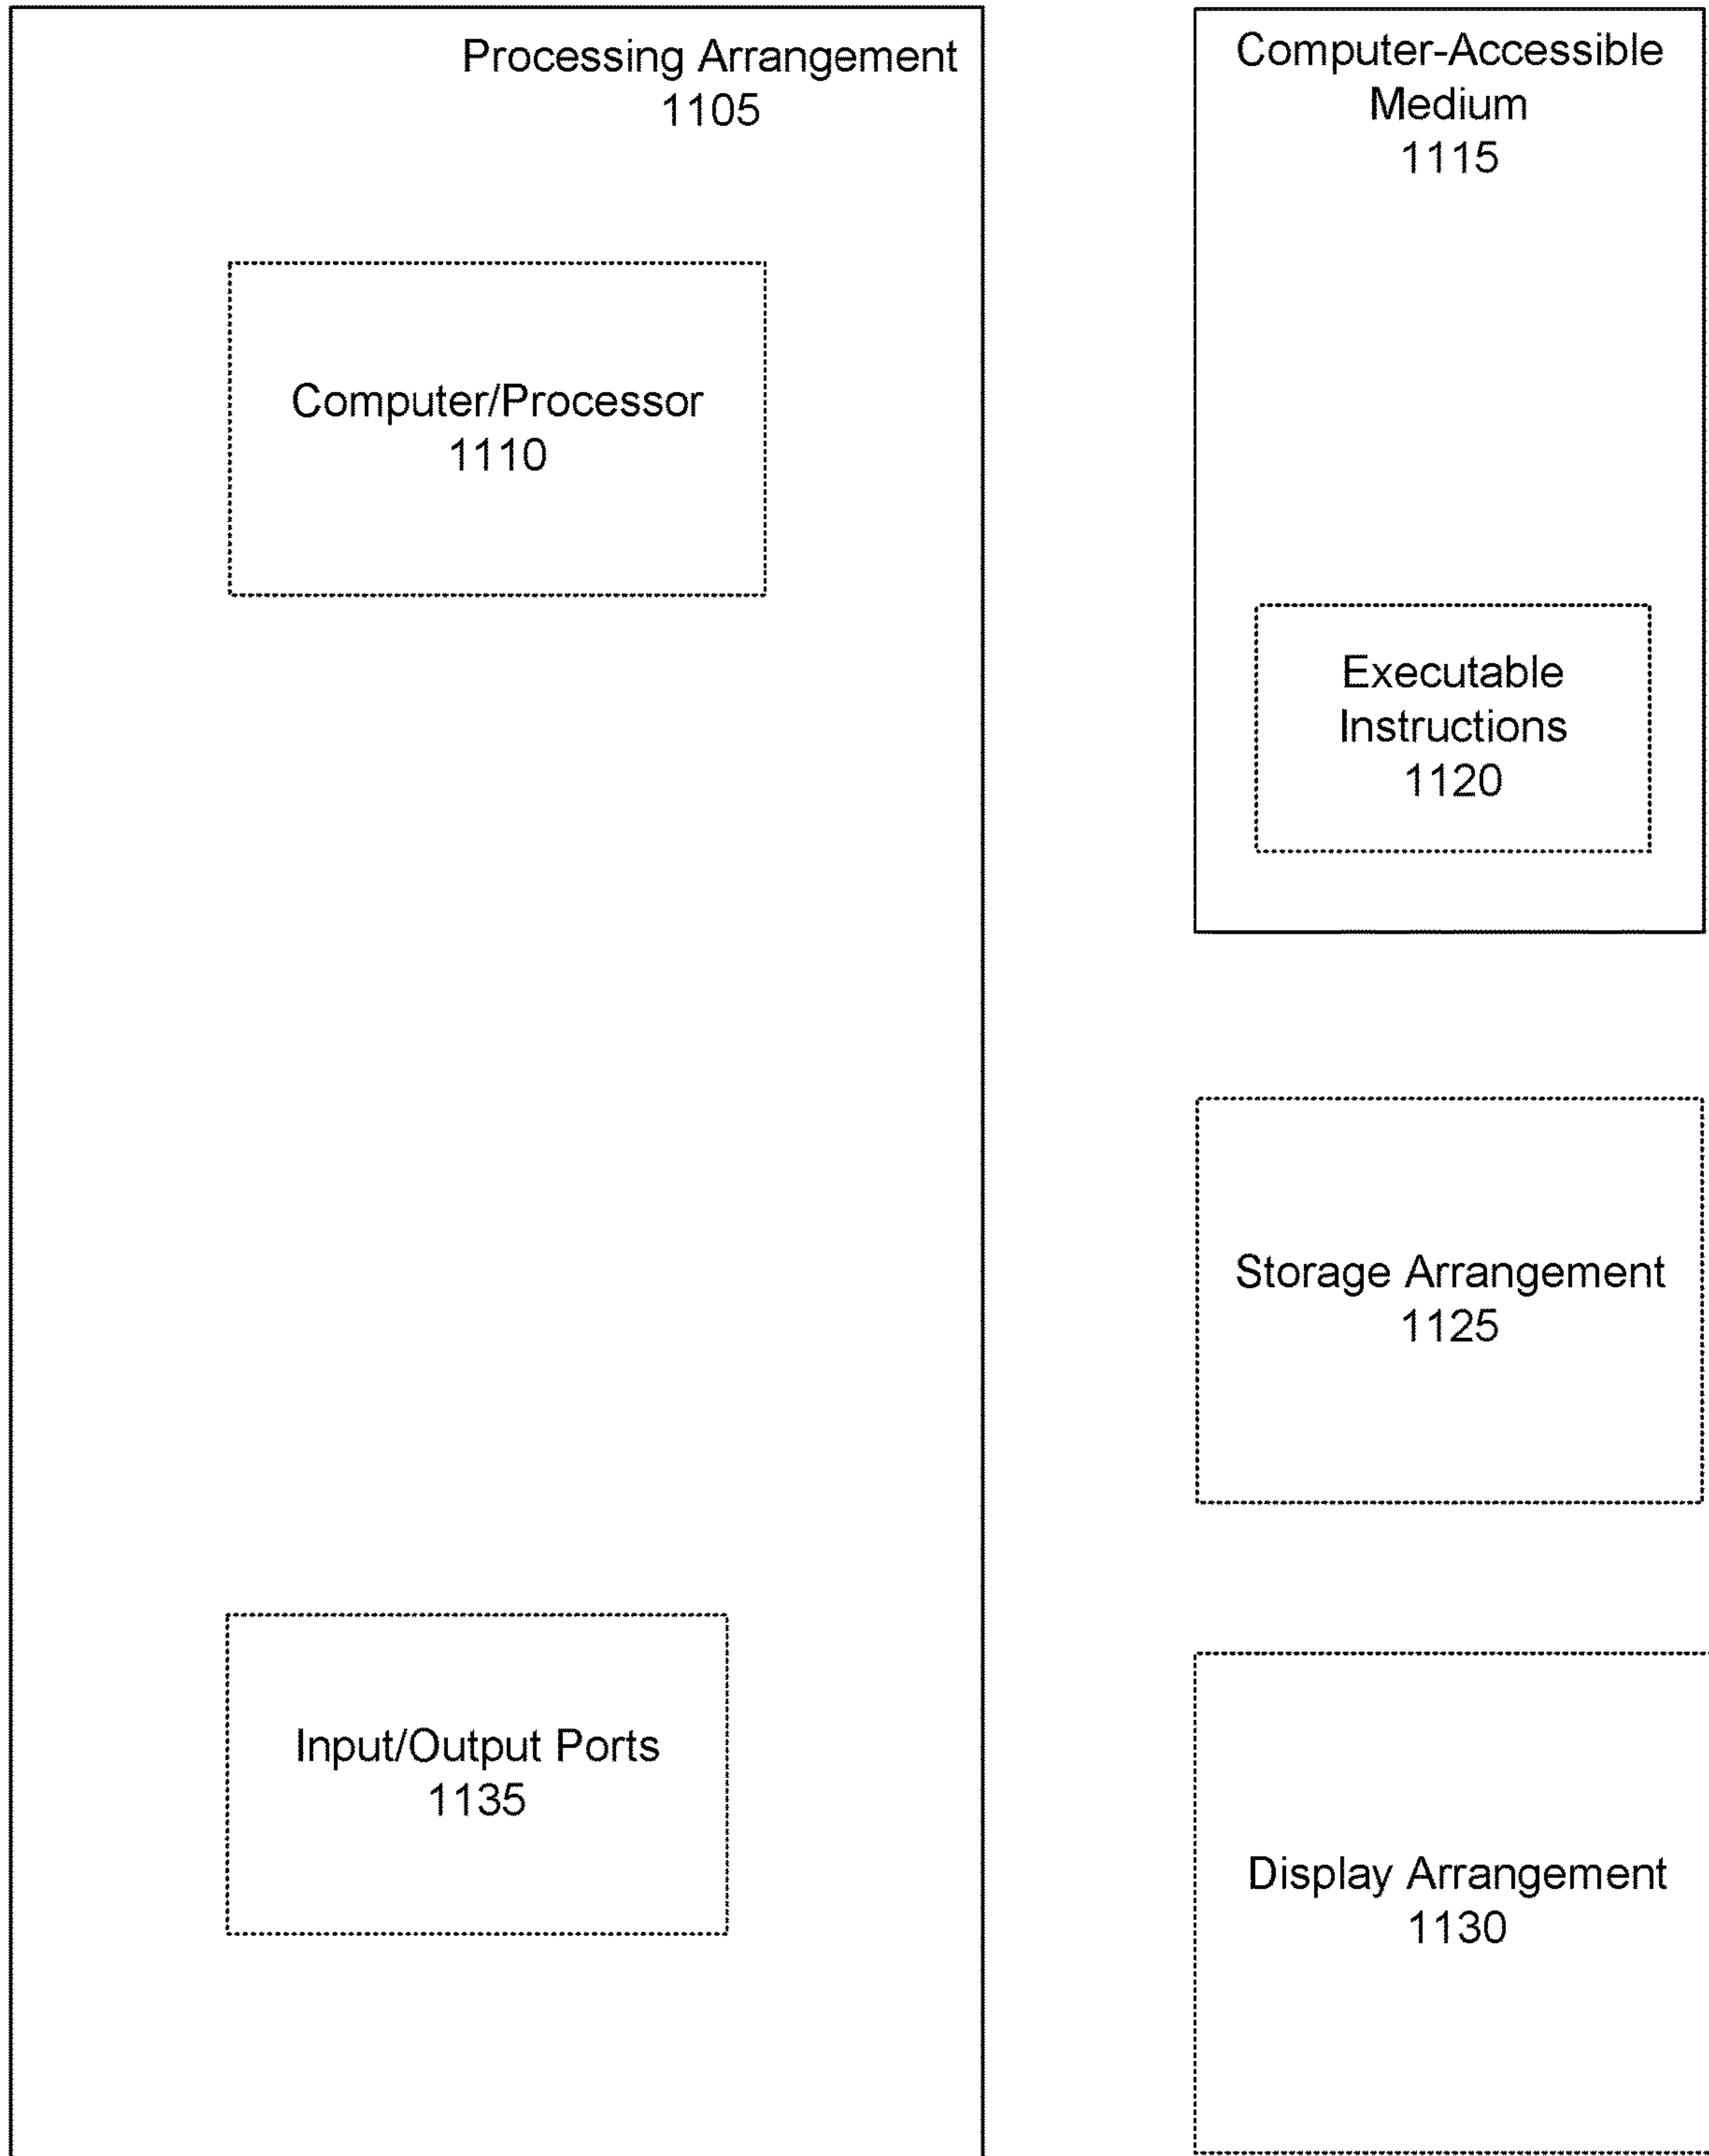 Processing Arrangement
1105
Computer/Processor
1110
Input/Output Ports
1135
Computer-Accessible
Medium
1115
Executable
Instructions
1120
Storage Arrangement
1125
Display Arrangement
1130